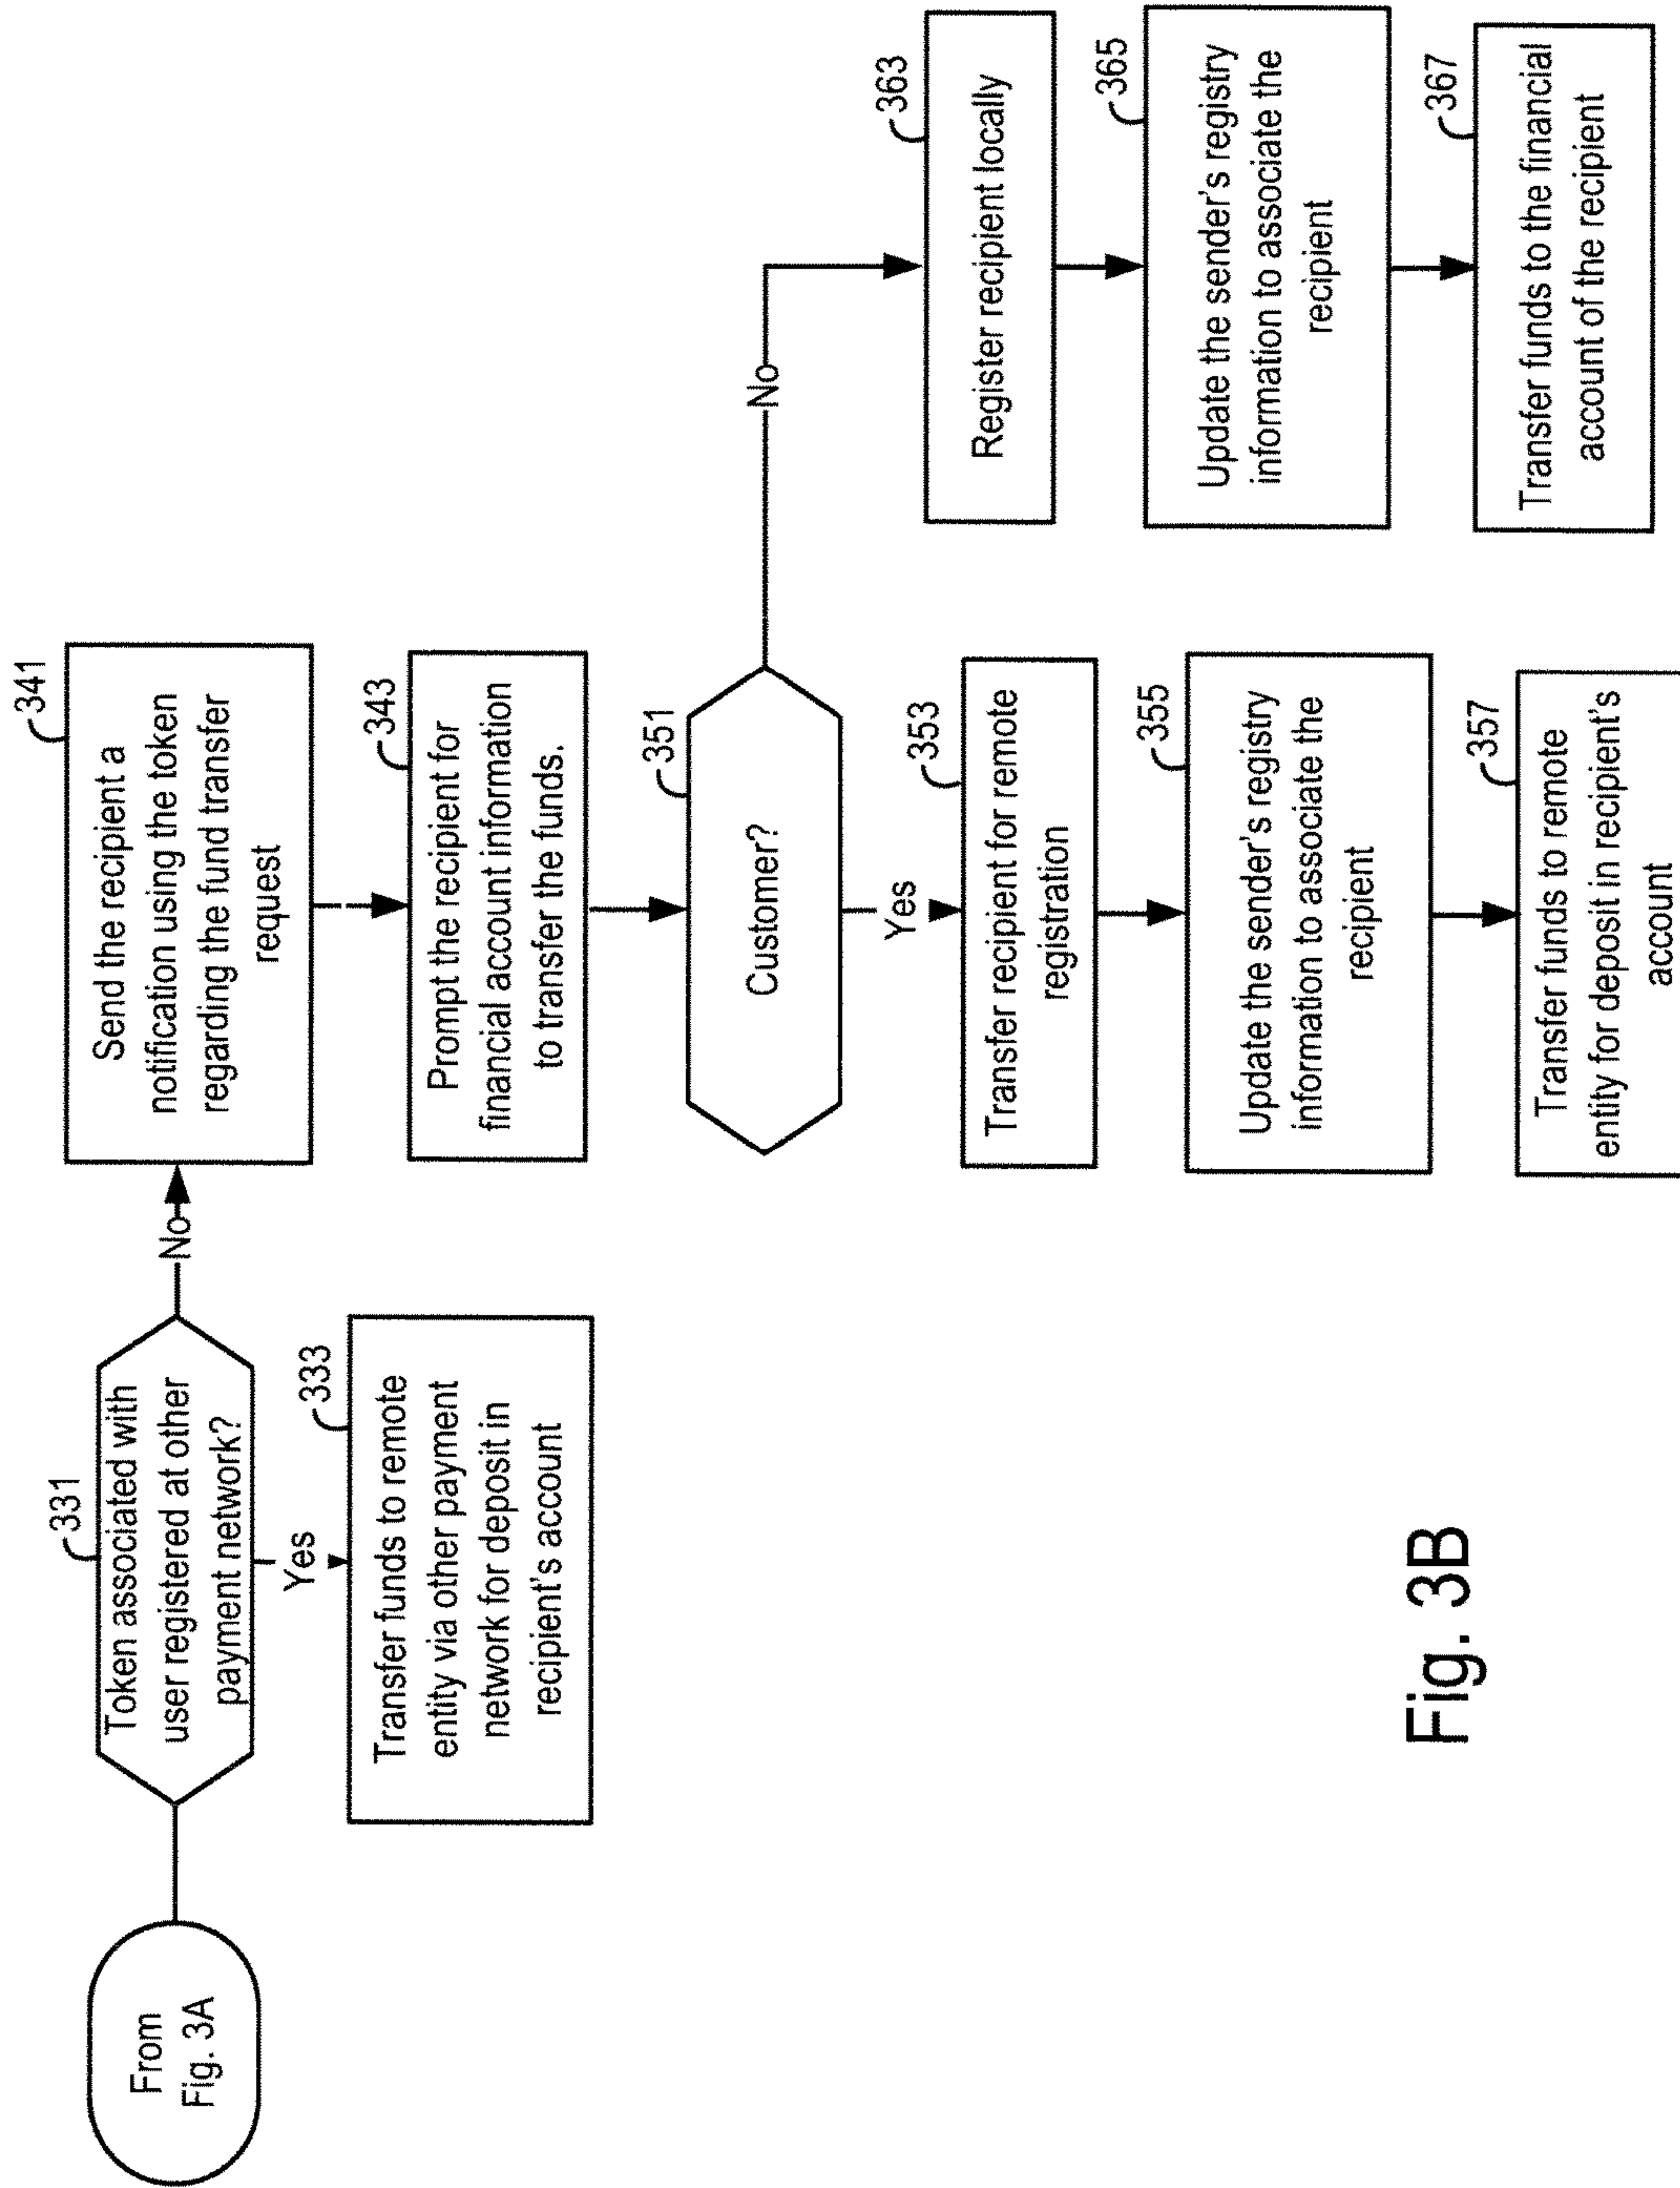 From
Fig. 3A
331
Token associated with
user registered at other
payment network?
No
Yes
333
Transfer funds to remote
entity via other payment
network for deposit in
recipient's account
341
Send the recipient a
notification using the token
regarding the fund transfer
request
343
Prompt the recipient for
financial account information
to transfer the funds.
351
Customer?
Yes
No
353
Transfer recipient for remote
registration
355
Update the sender's registry
information to associate the
recipient
357
Transfer funds to remote
entity for deposit in recipient's
account
363
Register recipient locally
365
Update the sender's registry
information to associate the
recipient
367
Transfer funds to the financial
account of the recipient
Fig. 3B